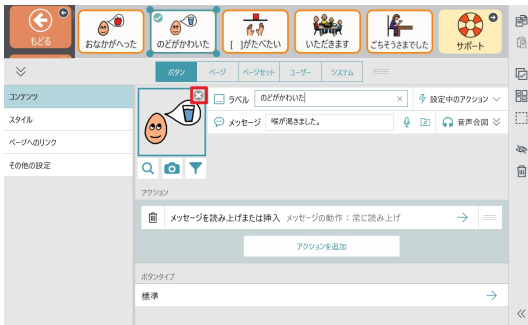 もどる
おなかがへった
のどがかわいた
[ ]がたべたい
いただきます
ごちそうさまでした
サポート
ボタン
ページ
ページセット
ユーザー
システム
コンテンツ
スタイル
ページへのリンク
その他の設定
ラベル
のどがかわいた
設定中のアクション
メッセージ
喉が渇きました。
音声合図
アクション
メッセージを読み上げまたは挿入 メッセージの動作：常に読み上げ
アクションを追加
ボタンタイプ
標準